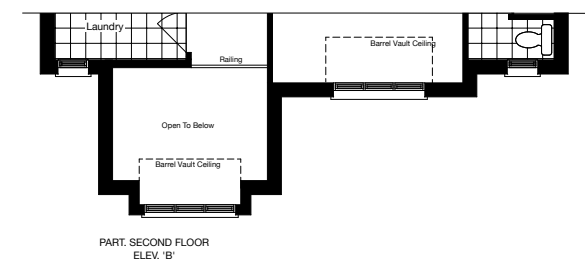 Laundry
Barrel Vault Ceiling
Railing
Open To Below
Barrel Vault Ceiling
PART. SECOND FLOOR
ELEV. 'B'